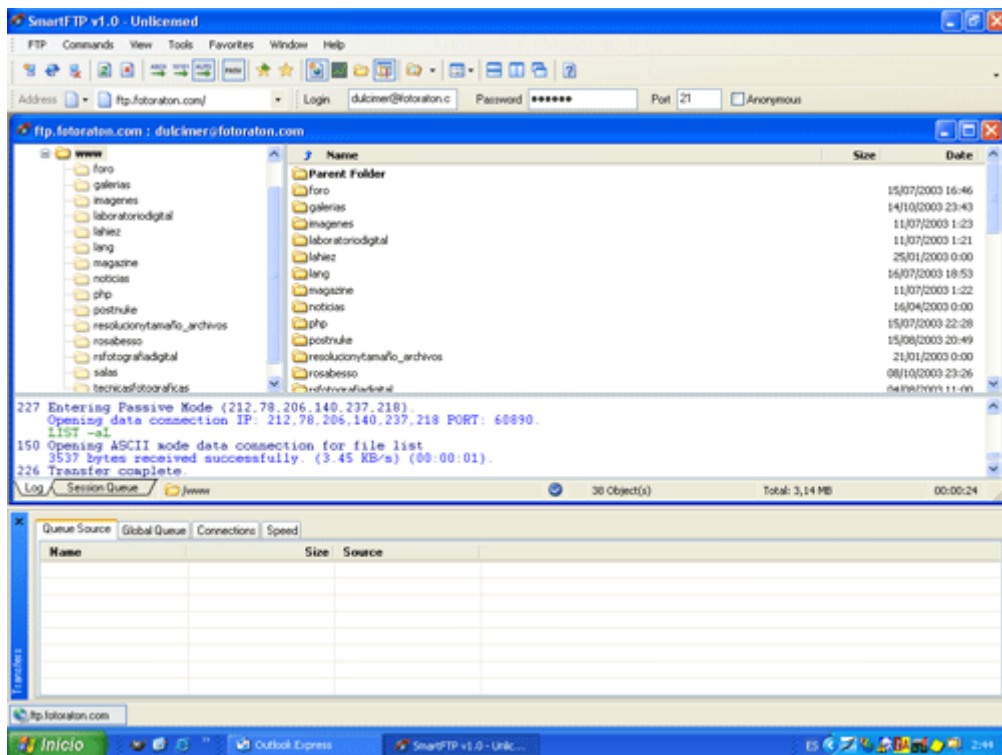 SmartFTP v1.0 - Unlicensed
FTP Commands View Tools Favorites Window Help
Address ftp.fotoraton.com/ Login dulcimer@fotoraton.c Password ●●●●●● Port 21 Anonymous
ftp.fotoraton.com : dulcimer@fotoraton.com
www
foro
galerias
imagenes
laboratoriodigital
lahiez
lang
magazine
noticias
php
postnuke
resolucionytamaño_archivos
rosabesso
rsfotografiadigital
salas
tecnicasfotograficas
Name Size Date
Parent Folder
foro 15/07/2003 16:46
galerias 14/10/2003 23:43
imagenes 11/07/2003 1:23
laboratoriodigital 11/07/2003 1:21
lahiez 25/01/2003 0:00
lang 16/07/2003 18:53
magazine 11/07/2003 1:22
noticias 16/04/2003 0:00
php 15/07/2003 22:28
postnuke 15/08/2003 20:49
resolucionytamaño_archivos 21/01/2003 0:00
rosabesso 08/10/2003 23:26
rsfotografiadigital 04/08/2003 11:00
227 Entering Passive Mode (212,78,206,140,237,218).
Opening data connection IP: 212,78,206,140,237,218 PORT: 60890.
LIST -aL
150 Opening ASCII mode data connection for file list
3537 bytes received successfully. (3.45 KB/s) (00:00:01).
226 Transfer complete.
Log Session Queue /www 38 Object(s) Total: 3,14 MB 00:00:24
Queue Source Global Queue Connections Speed
Name Size Source
Transfers
ftp.fotoraton.com
Inicio Outlook Express SmartFTP v1.0 - Unlic... ES 2:44